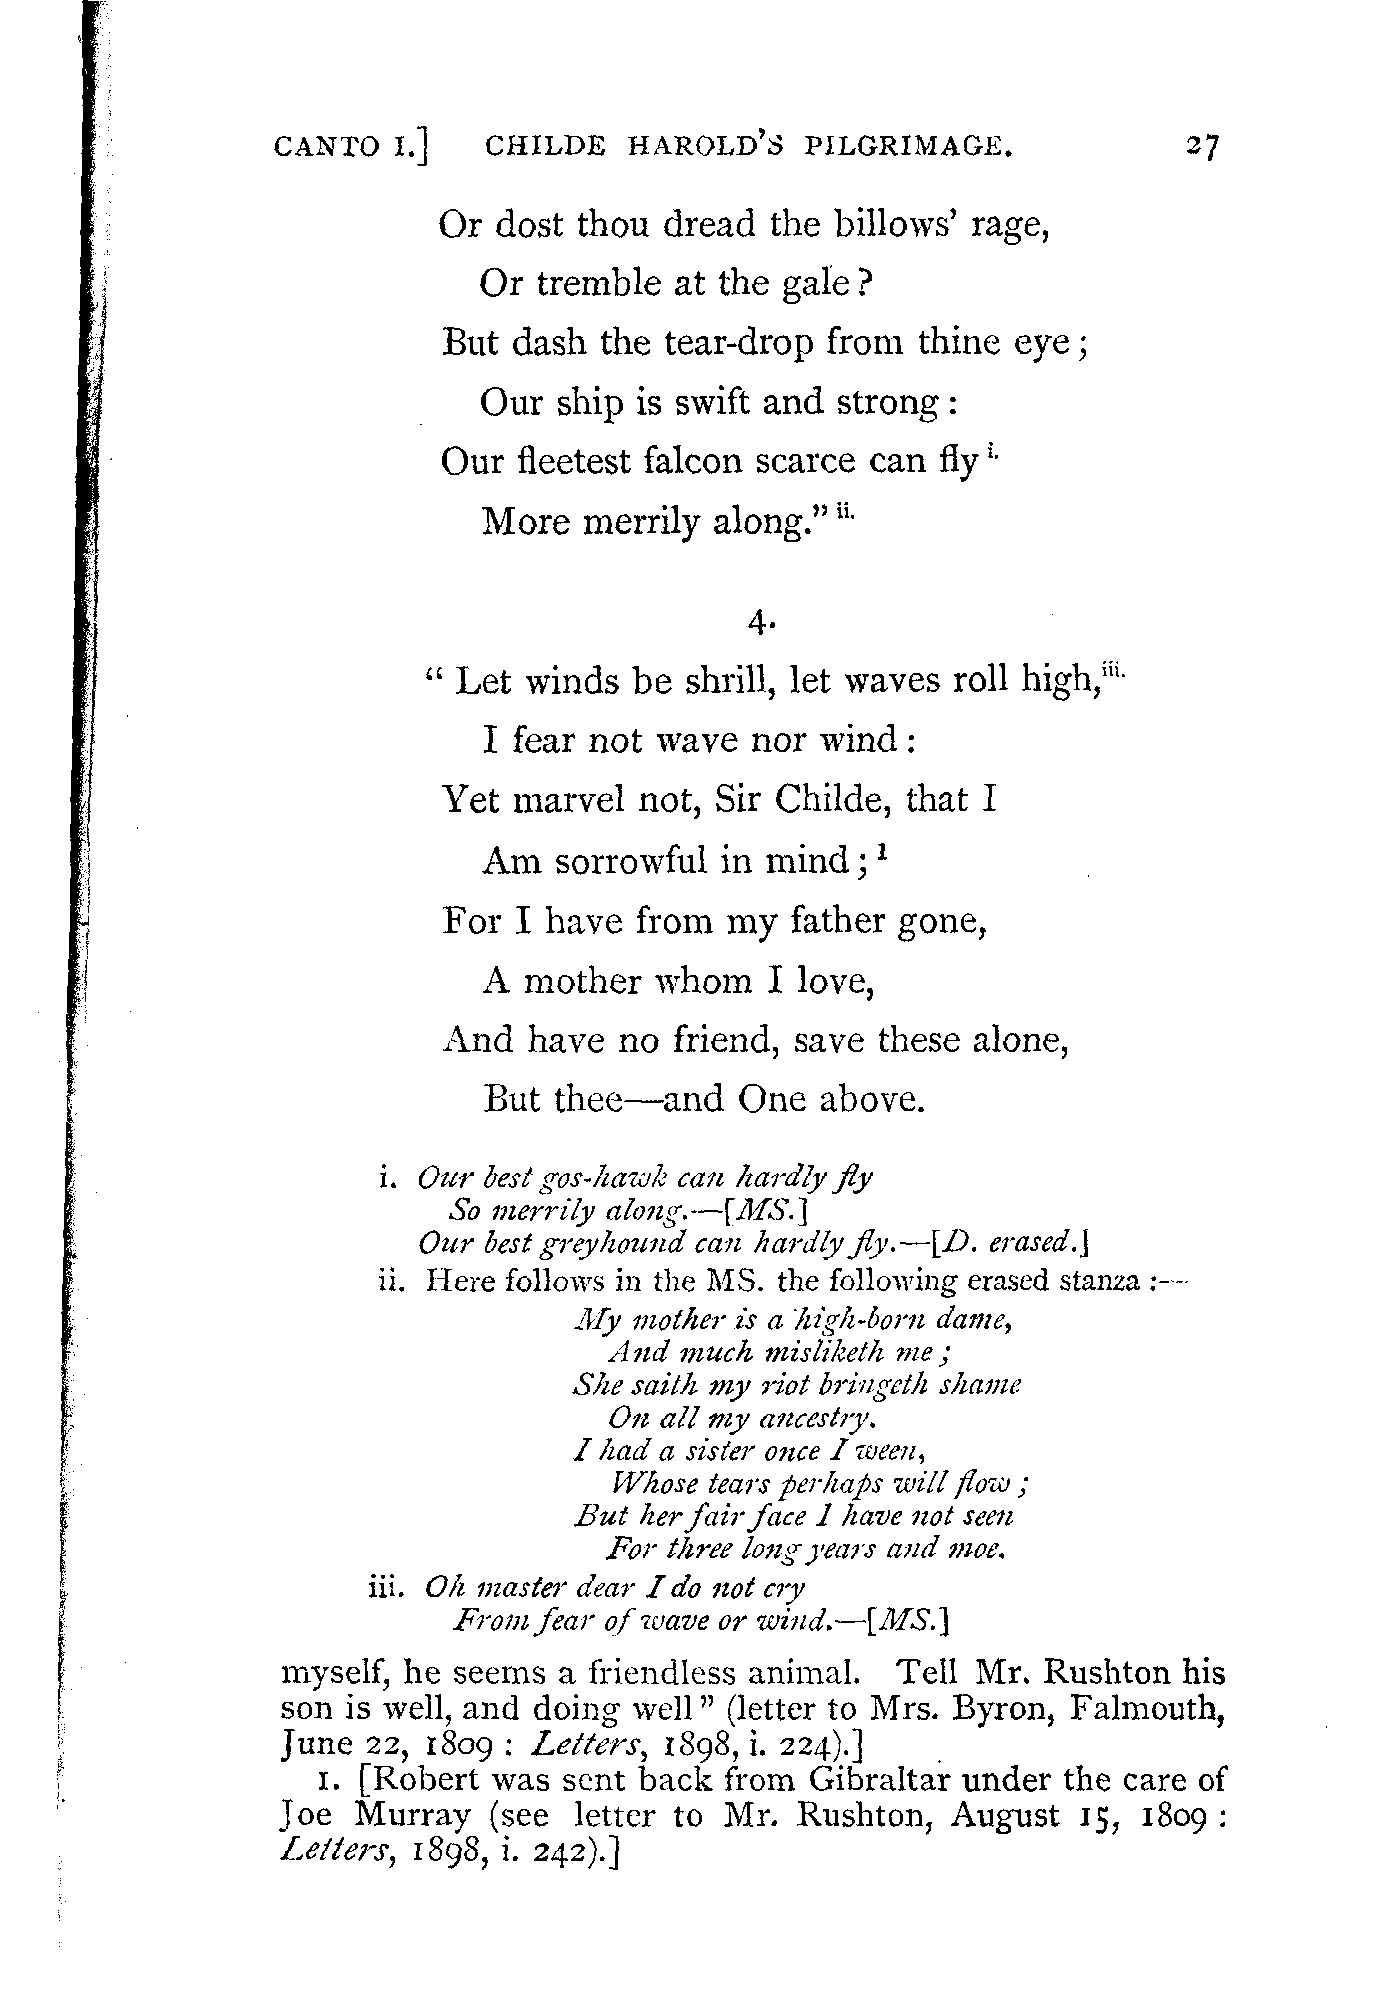 CANTO I.] CHILDE HAROLD'S PILGRIMAGE. 27
Or dost thou dread the billows' rage,
Or tremble at the gale?
But dash the tear-drop from thine eye;
Our ship is swift and strong:
Our fleetest falcon scarce can fly i.
More merrily along." ii.
4.
"Let winds be shrill, let waves roll high, iii.
I fear not wave nor wind:
Yet marvel not, Sir Childe, that I
Am sorrowful in mind; 1
For I have from my father gone,
A mother whom I love,
And have no friend, save these alone,
But thee—and One above.
i. Our best gos-hawk can hardly fly
So merrily along.—[MS.]
Our best greyhound can hardly fly.—[D. erased.]
ii. Here follows in the MS. the following erased stanza:—
My mother is a high-born dame,
And much misliketh me;
She saith my riot bringeth shame
On all my ancestry.
I had a sister once I ween,
Whose tears perhaps will flow;
But her fair face I have not seen
For three long years and moe.
iii. Oh master dear I do not cry
From fear of wave or wind.—[MS.]
myself, he seems a friendless animal. Tell Mr. Rushton his
son is well, and doing well" (letter to Mrs. Byron, Falmouth,
June 22, 1809: Letters, 1898, i. 224).]
1. [Robert was sent back from Gibraltar under the care of
Joe Murray (see letter to Mr. Rushton, August 15, 1809:
Letters, 1898, i. 242).]